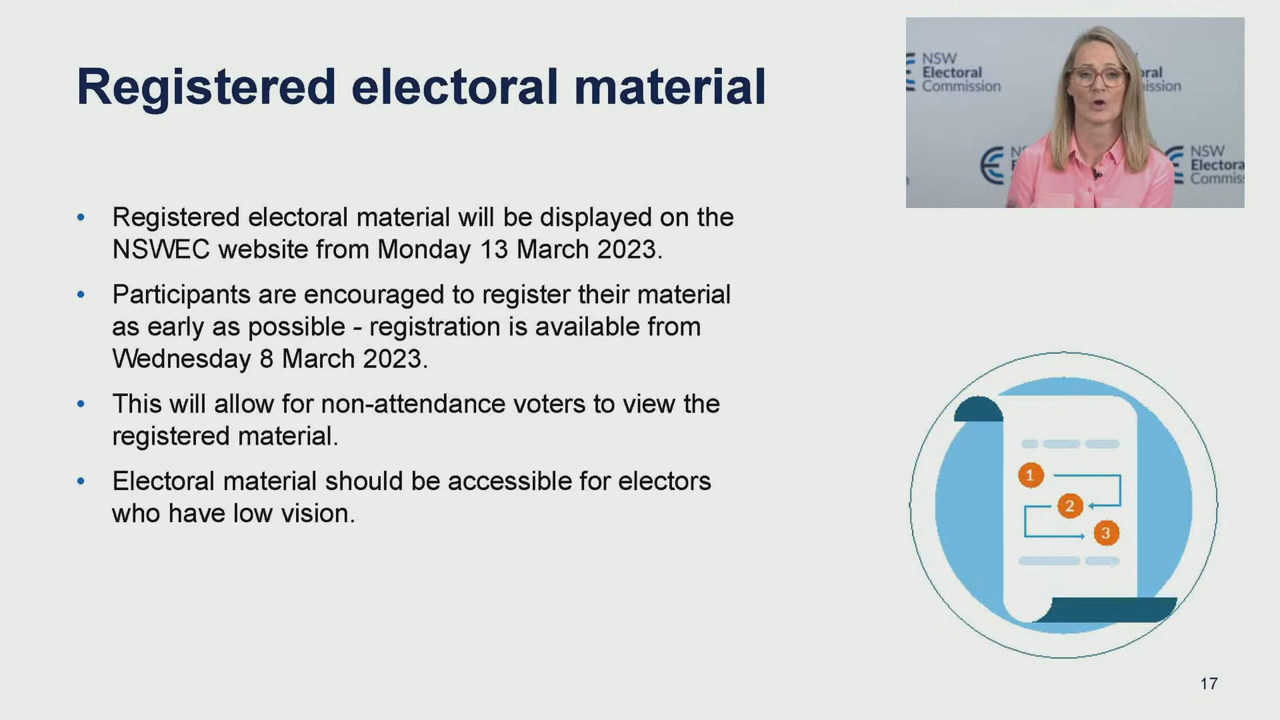 Registered electoral material
NSW
Electoral
Commission
oral
ission
NSW
Electora
Commiss
Registered electoral material will be displayed on the
NSWEC website from Monday 13 March 2023.
Participants are encouraged to register their material
as early as possible - registration is available from
Wednesday 8 March 2023.
This will allow for non-attendance voters to view the
registered material.
Electoral material should be accessible for electors
who have low vision.
1
2
3
17